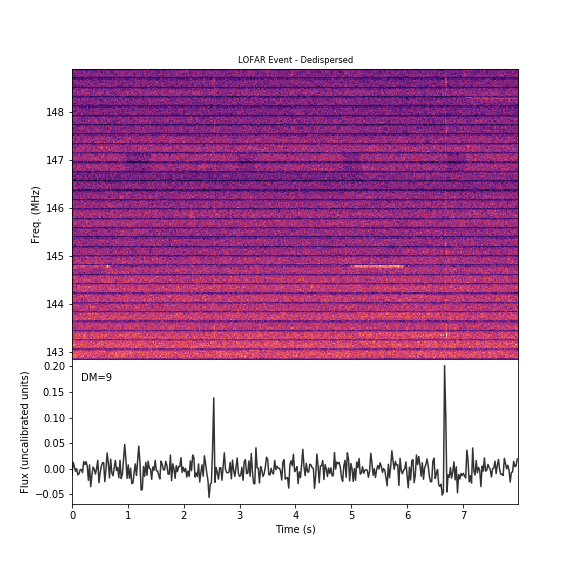 LOFAR Event - Dedispersed
Freq. (MHz)
148
147
146
145
144
143
Flux (uncalibrated units)
0.20
0.15
0.10
0.05
0.00
−0.05
DM=9
0 1 2 3 4 5 6 7
Time (s)